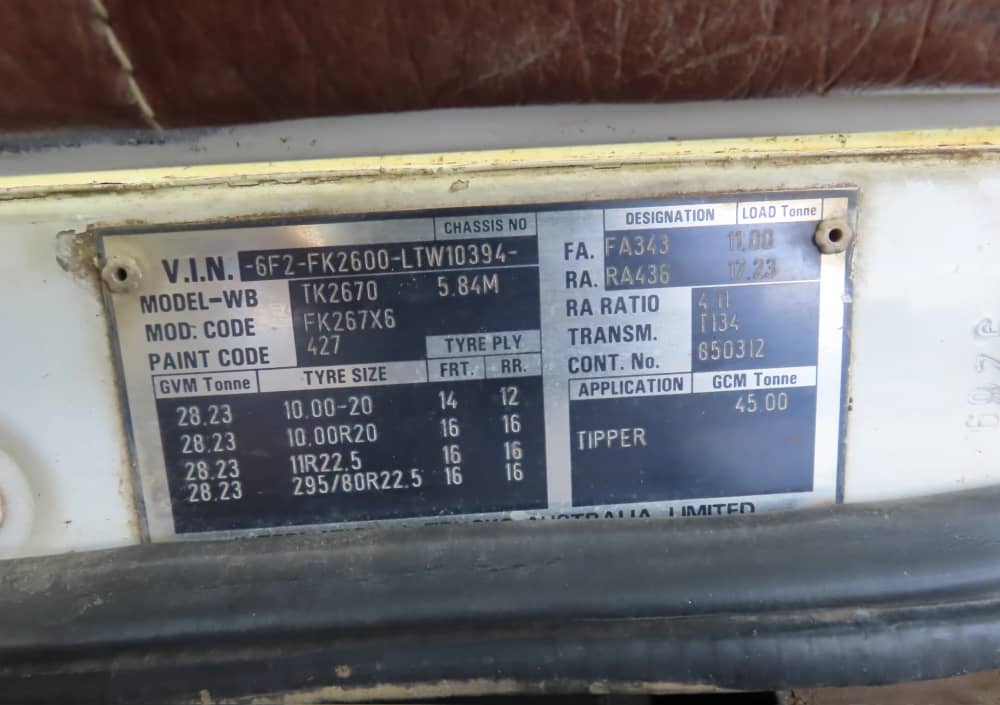 CHASSIS NO
V.I.N. -6F2-FK2600-LTW10394-
MODEL-WB TK2670 5.84M
MOD. CODE FK267X6
PAINT CODE 427
TYRE PLY
GVM Tonne TYRE SIZE FRT. RR.
28.23 10.00-20 14 12
28.23 10.00R20 16 16
28.23 11R22.5 16 16
28.23 295/80R22.5 16 16
DESIGNATION LOAD Tonne
FA. FA343 11.00
RA. RA436 17.23
RA RATIO 4.11
TRANSM. T134
CONT. No. 850312
APPLICATION GCM Tonne
45.00
TIPPER
AUSTRALIA LIMITED